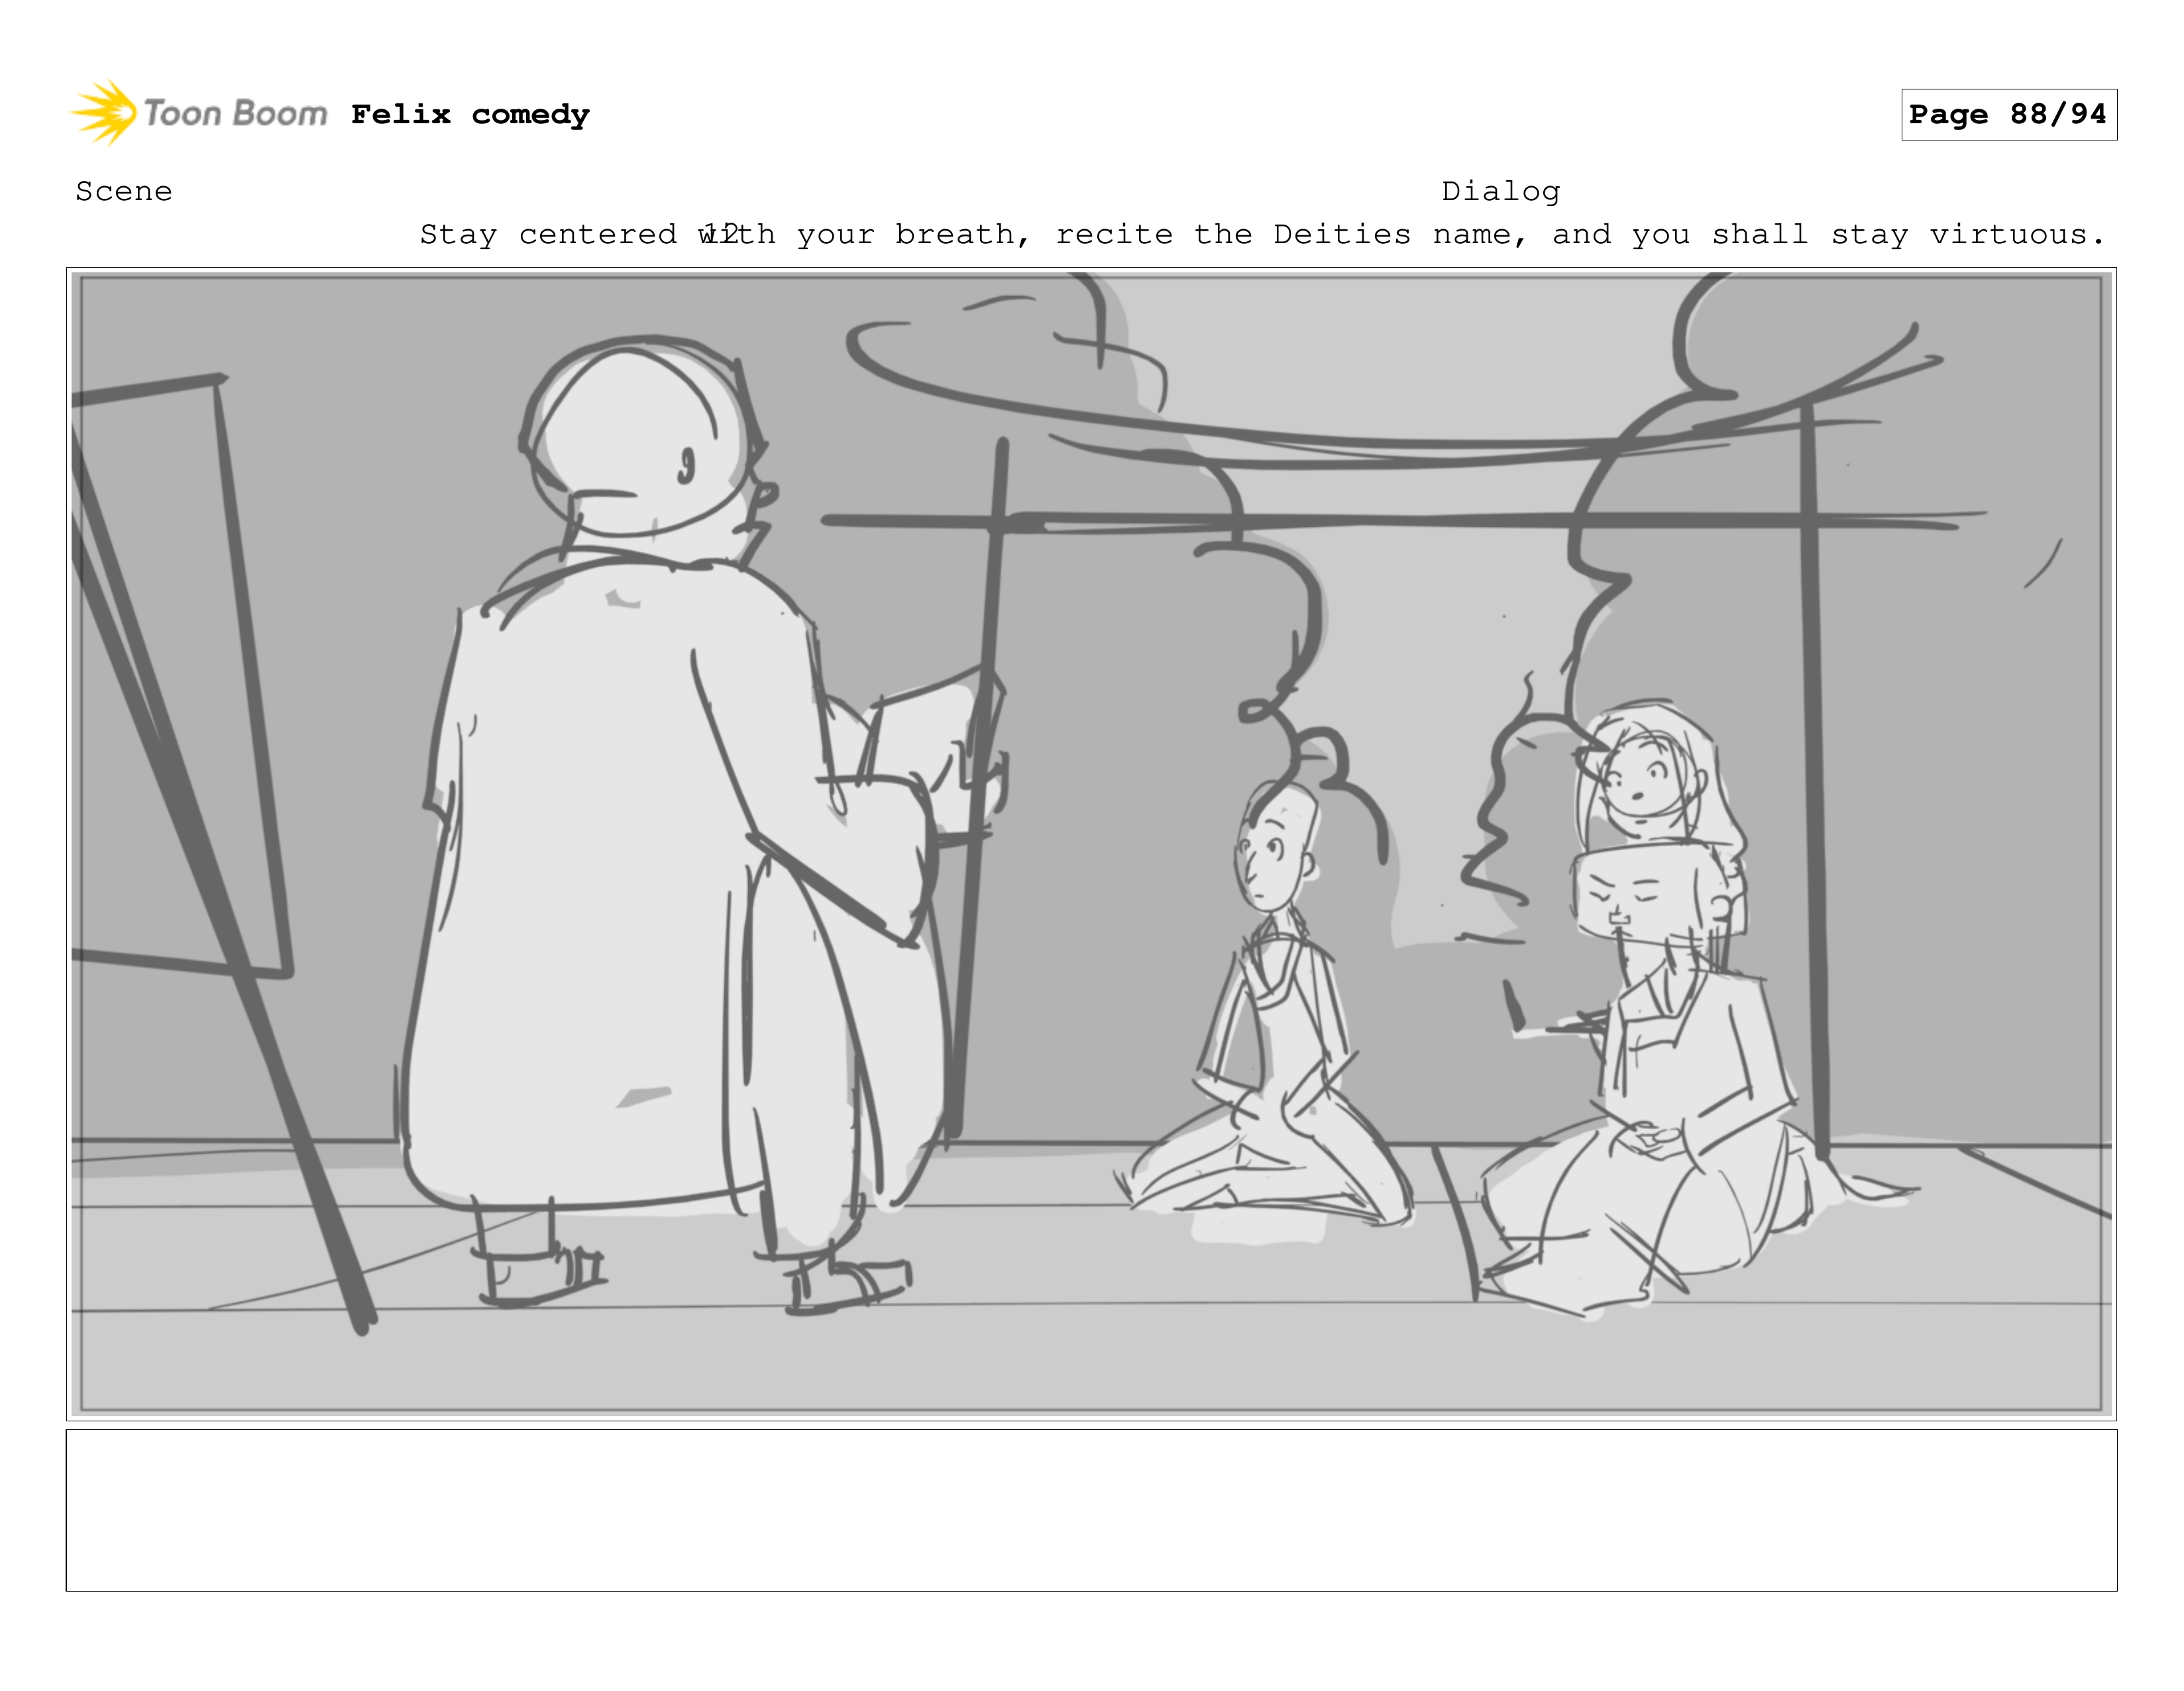 Toon Boom Felix comedy Page 88/94
Scene Dialog
12 Stay centered with your breath, recite the Deities name, and you shall stay virtuous.